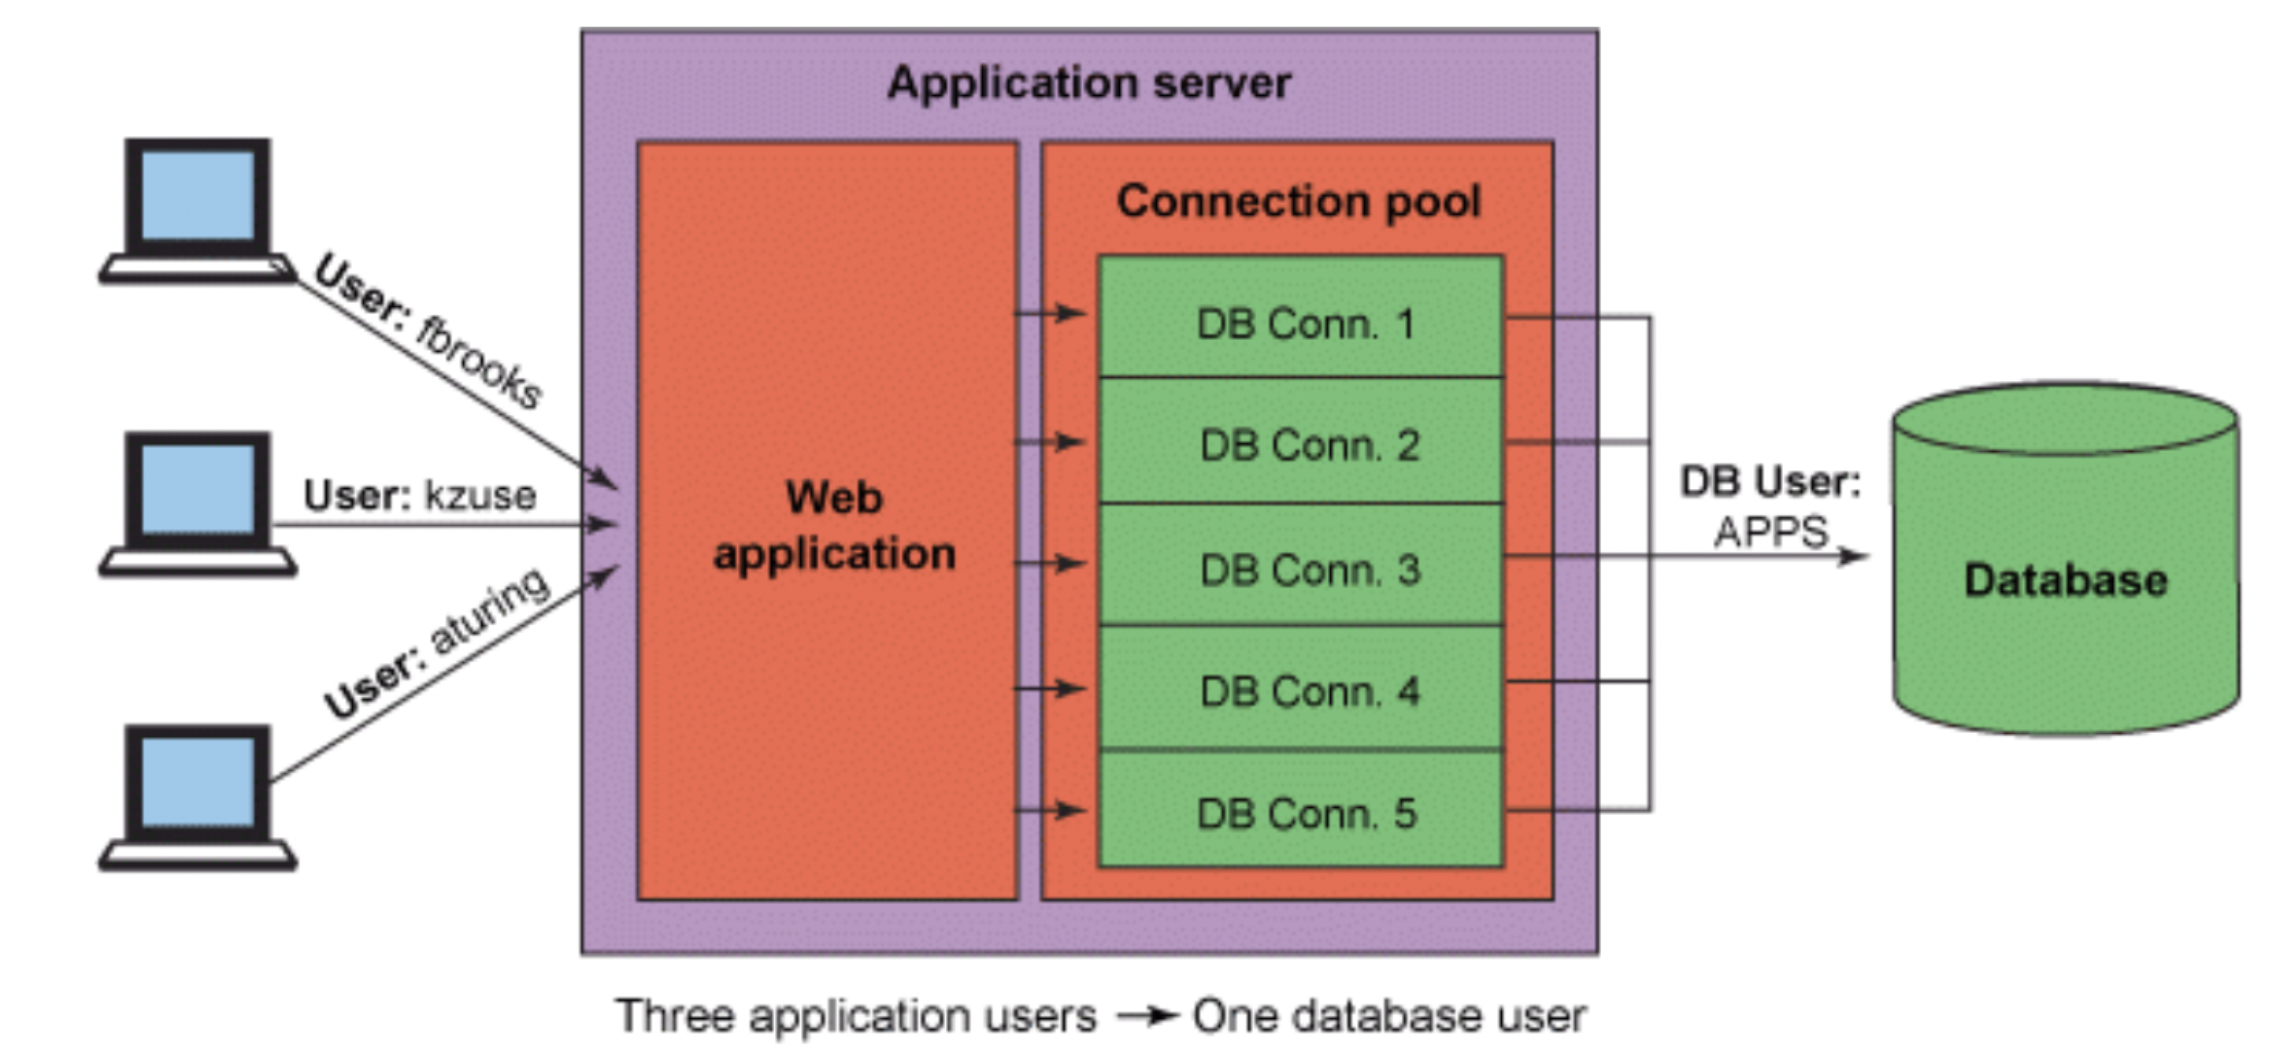 Application server
Connection pool
User: fbrooks
User: kzuse
User: aturing
Web
application
DB Conn. 1
DB Conn. 2
DB Conn. 3
DB Conn. 4
DB Conn. 5
DB User:
APPS
Database
Three application users → One database user